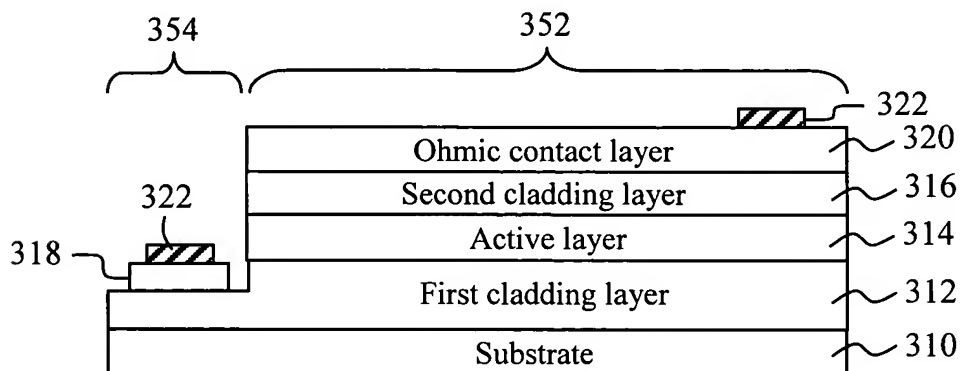 354
352
322
Ohmic contact layer
320
Second cladding layer
316
322
Active layer
314
318
First cladding layer
312
Substrate
310